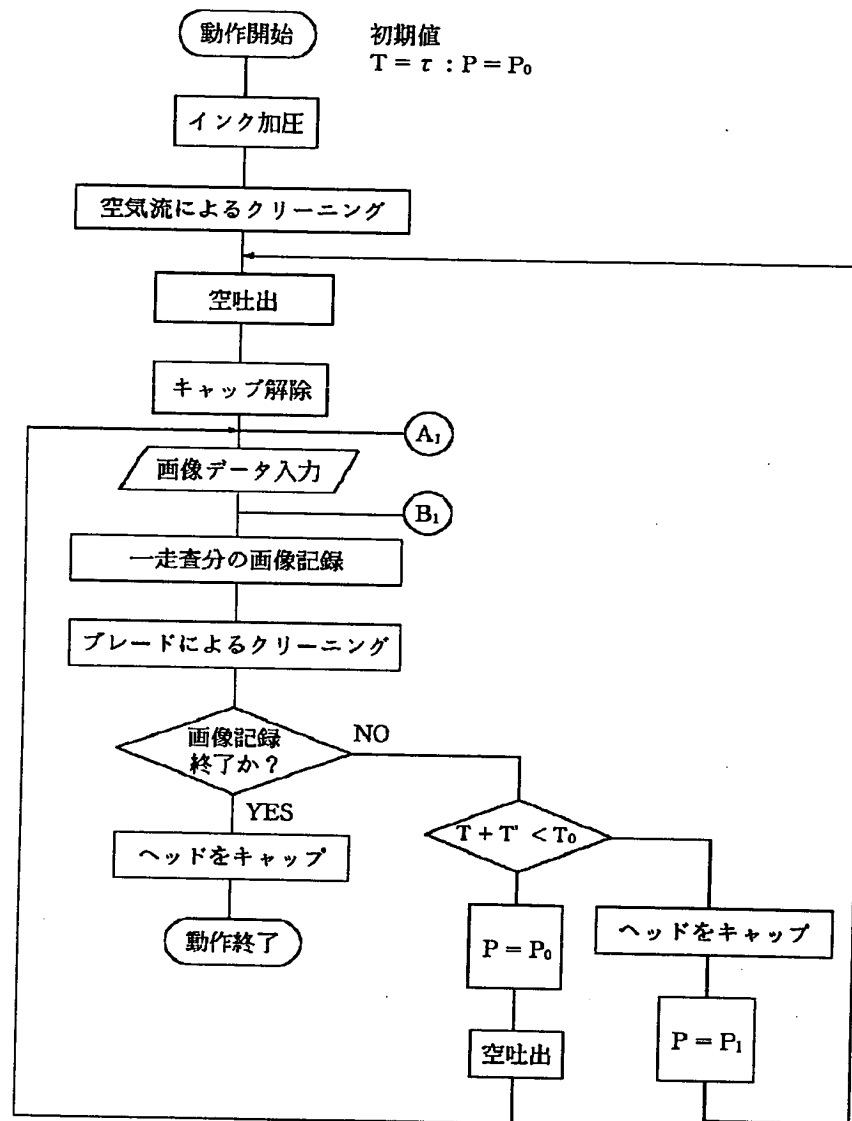 動作開始
初期値
T = τ : P = P₀
インク加圧
空気流によるクリーニング
空吐出
キャップ解除
A₁
画像データ入力
B₁
一走査分の画像記録
ブレードによるクリーニング
画像記録
終了か？
NO
YES
T + T' < T₀
ヘッドをキャップ
動作終了
P = P₀
ヘッドをキャップ
空吐出
P = P₁